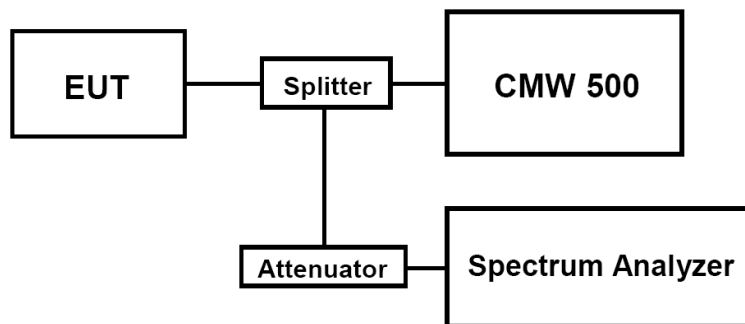 EUT
Splitter
CMW 500
Attenuator
Spectrum Analyzer